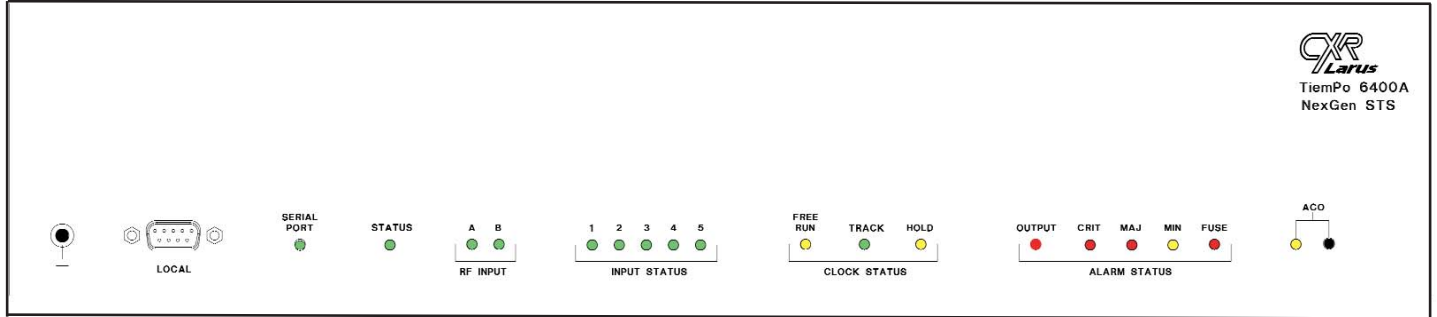 CXR
Larus
TiemPo 6400A
NexGen STS
LOCAL
SERIAL
PORT
STATUS
A B
RF INPUT
1 2 3 4 5
INPUT STATUS
FREE
RUN TRACK HOLD
CLOCK STATUS
OUTPUT CRIT MAJ MIN FUSE
ALARM STATUS
ACO